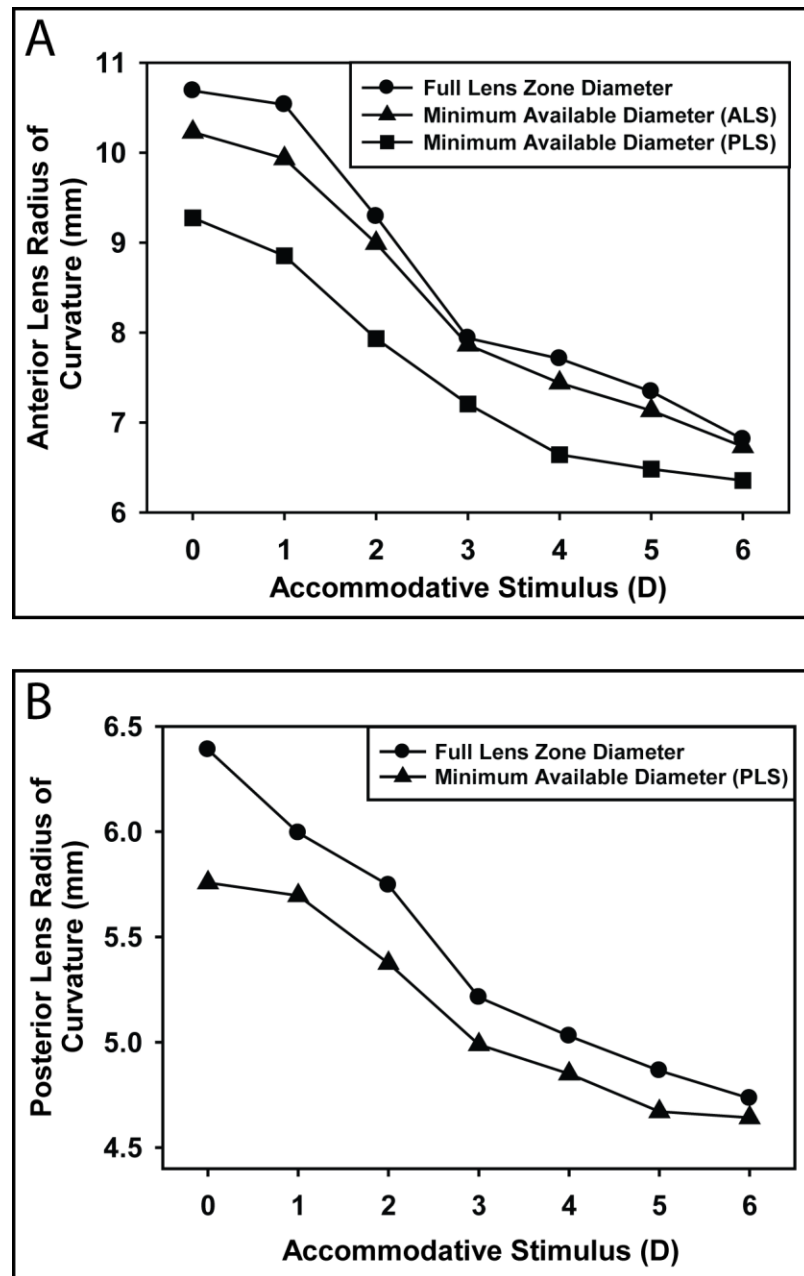 A
11
10
9
8
7
6
Anterior Lens Radius of
Curvature (mm)
Full Lens Zone Diameter
Minimum Available Diameter (ALS)
Minimum Available Diameter (PLS)
0 1 2 3 4 5 6
Accommodative Stimulus (D)
B
6.5
6.0
5.5
5.0
4.5
Posterior Lens Radius of
Curvature (mm)
Full Lens Zone Diameter
Minimum Available Diameter (PLS)
0 1 2 3 4 5 6
Accommodative Stimulus (D)